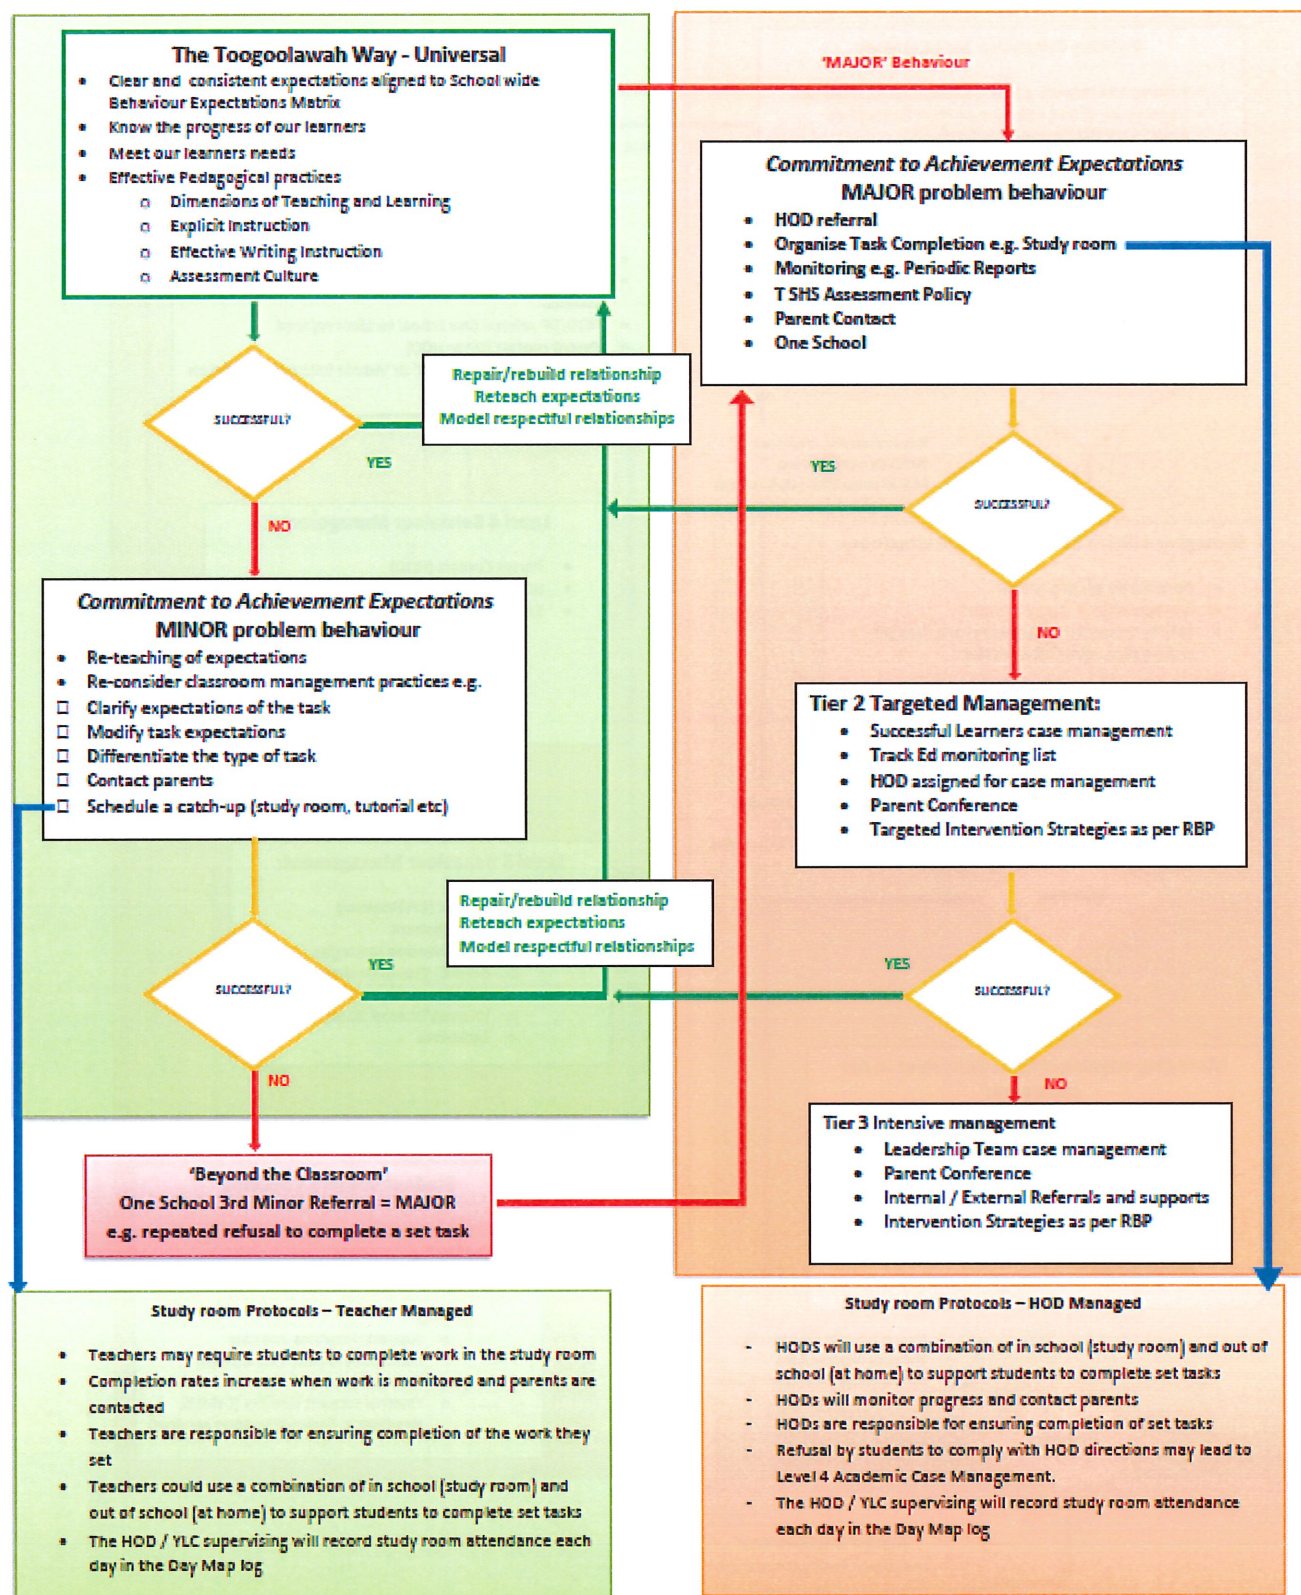 The Toogoolawah Way - Universal
• Clear and consistent expectations aligned to School wide
Behaviour Expectations Matrix
• Know the progress of our learners
• Meet our learners needs
• Effective Pedagogical practices
o Dimensions of Teaching and Learning
o Explicit Instruction
o Effective Writing Instruction
o Assessment Culture
'MAJOR' Behaviour
Commitment to Achievement Expectations
MAJOR problem behaviour
• HOD referral
• Organise Task Completion e.g. Study room
• Monitoring e.g. Periodic Reports
• T SHS Assessment Policy
• Parent Contact
• One School
SUCCESSFUL?
Repair/rebuild relationship
Reteach expectations
Model respectful relationships
YES
NO
YES
SUCCESSFUL?
NO
Commitment to Achievement Expectations
MINOR problem behaviour
• Re-teaching of expectations
• Re-consider classroom management practices e.g.
□ Clarify expectations of the task
□ Modify task expectations
□ Differentiate the type of task
□ Contact parents
□ Schedule a catch-up (study room, tutorial etc)
Tier 2 Targeted Management:
• Successful Learners case management
• Track Ed monitoring list
• HOD assigned for case management
• Parent Conference
• Targeted Intervention Strategies as per RBP
SUCCESSFUL?
Repair/rebuild relationship
Reteach expectations
Model respectful relationships
YES
NO
YES
SUCCESSFUL?
NO
'Beyond the Classroom'
One School 3rd Minor Referral = MAJOR
e.g. repeated refusal to complete a set task
Tier 3 Intensive management
• Leadership Team case management
• Parent Conference
• Internal / External Referrals and supports
• Intervention Strategies as per RBP
Study room Protocols – Teacher Managed
• Teachers may require students to complete work in the study room
• Completion rates increase when work is monitored and parents are
contacted
• Teachers are responsible for ensuring completion of the work they
set
• Teachers could use a combination of in school (study room) and
out of school (at home) to support students to complete set tasks
• The HOD / YLC supervising will record study room attendance each
day in the Day Map log
Study room Protocols – HOD Managed
- HODS will use a combination of in school (study room) and out of
school (at home) to support students to complete set tasks
- HODs will monitor progress and contact parents
- HODs are responsible for ensuring completion of set tasks
- Refusal by students to comply with HOD directions may lead to
Level 4 Academic Case Management.
- The HOD / YLC supervising will record study room attendance
each day in the Day Map log